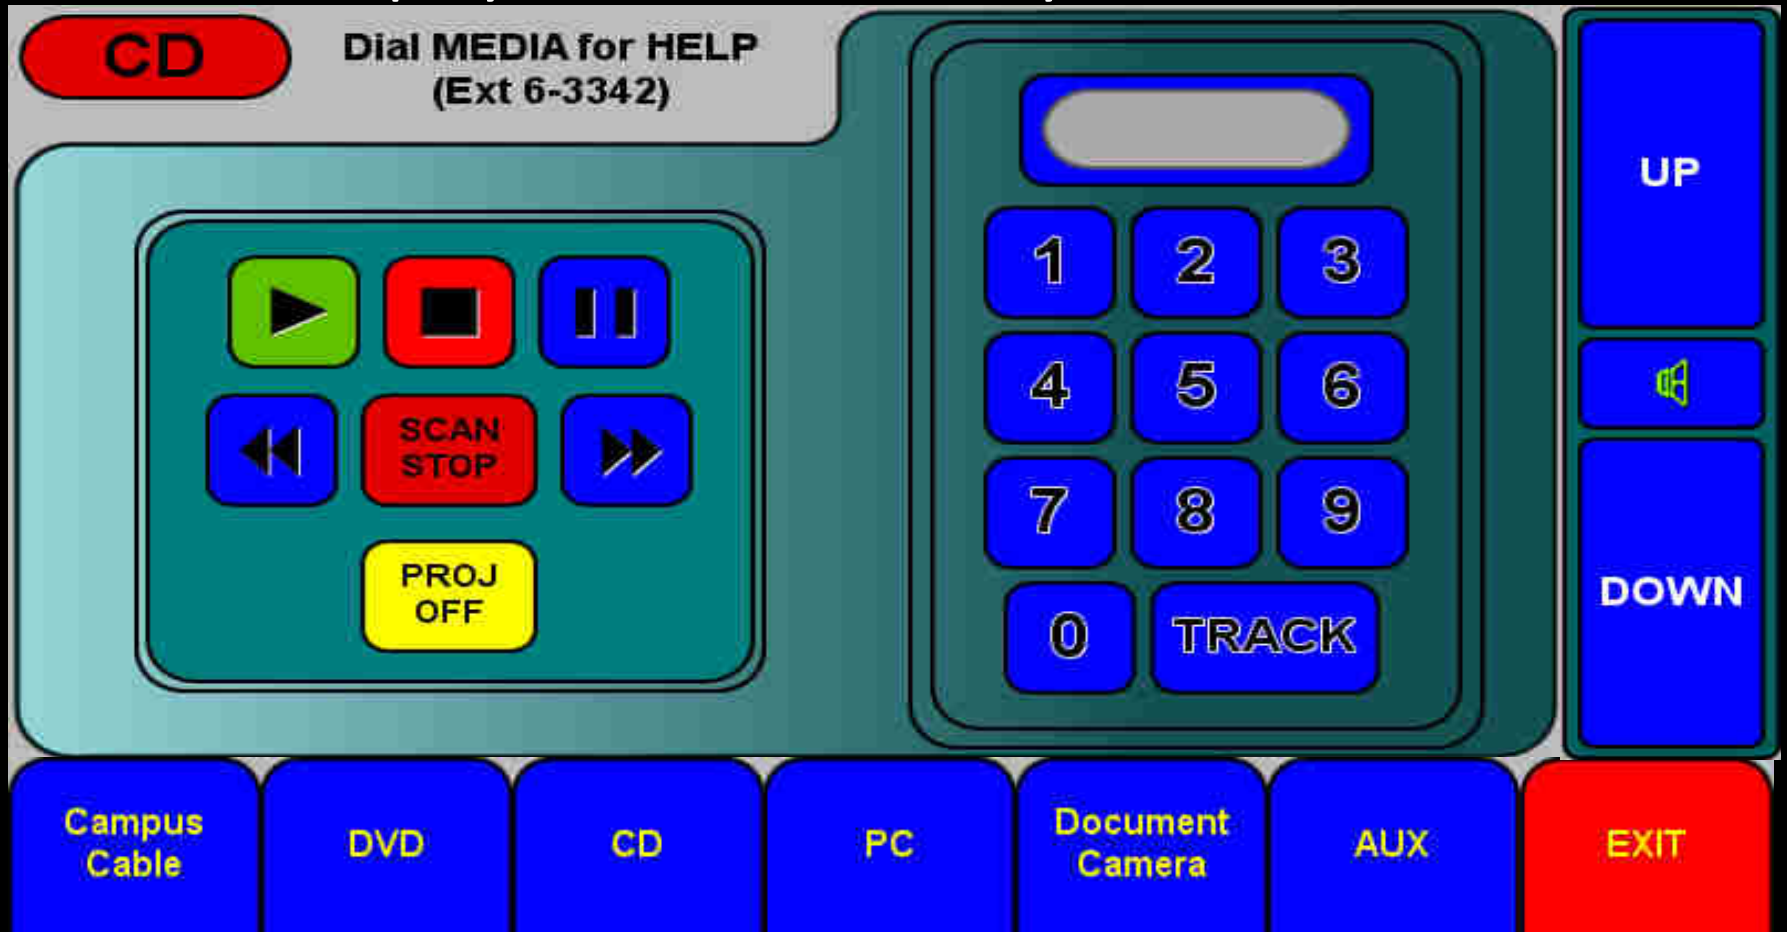 CD
Dial MEDIA for HELP
(Ext 6-3342)
1 2 3
4 5 6
7 8 9
0 TRACK
SCAN
STOP
PROJ
OFF
UP
DOWN
Campus
Cable
DVD
CD
PC
Document
Camera
AUX
EXIT